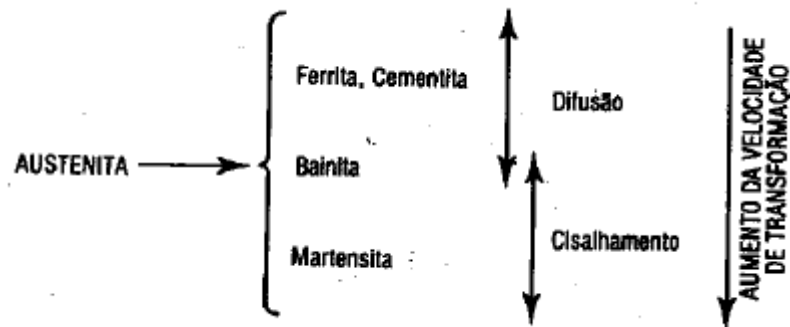 Ferrita, Cementita
Difusão
AUSTENITA
Bainita
Martensita
Cisalhamento
AUMENTO DA VELOCIDADE
DE TRANSFORMAÇÃO